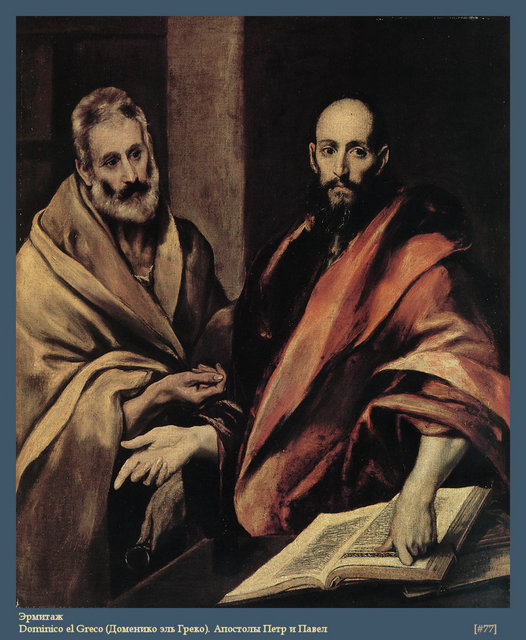 Эрмитаж
Dominico el Greco (Доменико эль Греко). Апостолы Петр и Павел [#77]